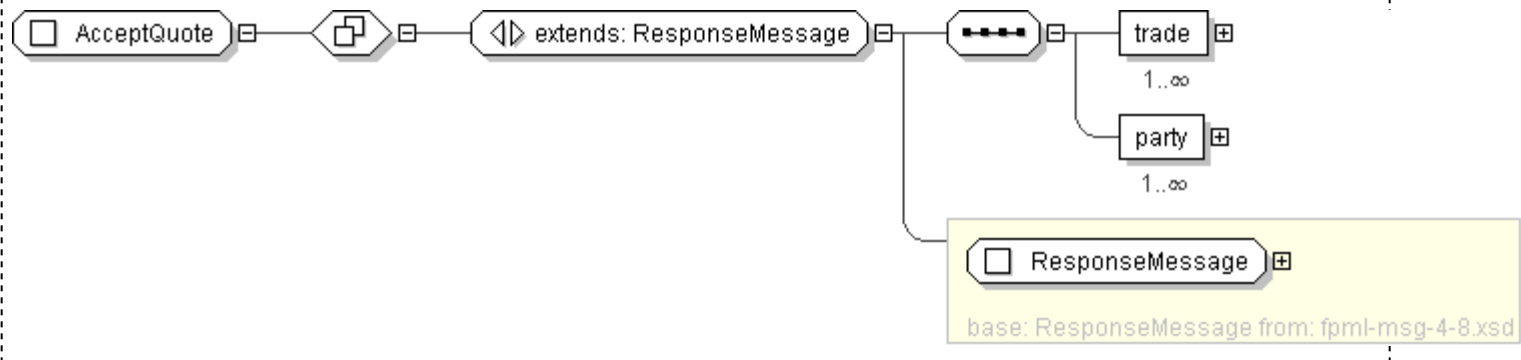 AcceptQuote
extends: ResponseMessage
trade
1..∞
party
1..∞
ResponseMessage
base: ResponseMessage from: fpml-msg-4-8.xsd